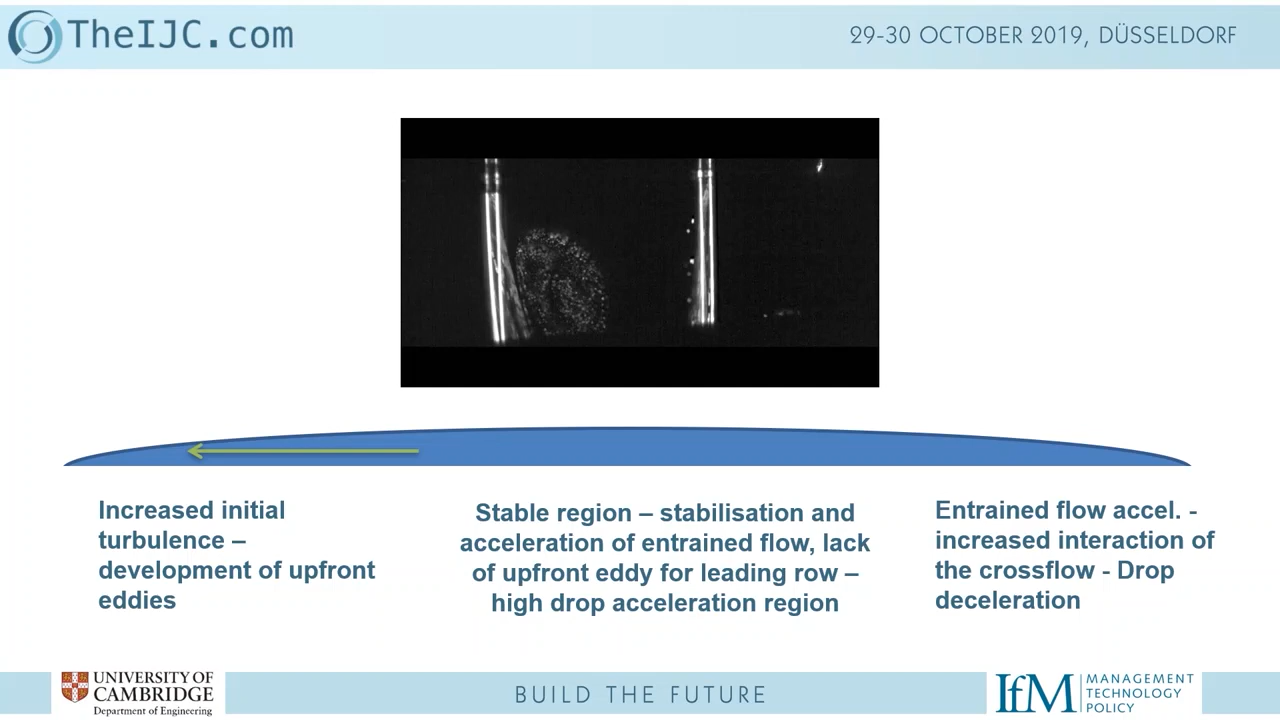 TheIJC.com
29-30 OCTOBER 2019, DÜSSELDORF
Increased initial
turbulence –
development of upfront
eddies
Stable region – stabilisation and
acceleration of entrained flow, lack
of upfront eddy for leading row –
high drop acceleration region
Entrained flow accel. -
increased interaction of
the crossflow - Drop
deceleration
UNIVERSITY OF
CAMBRIDGE
Department of Engineering
BUILD THE FUTURE
IfM
MANAGEMENT
TECHNOLOGY
POLICY